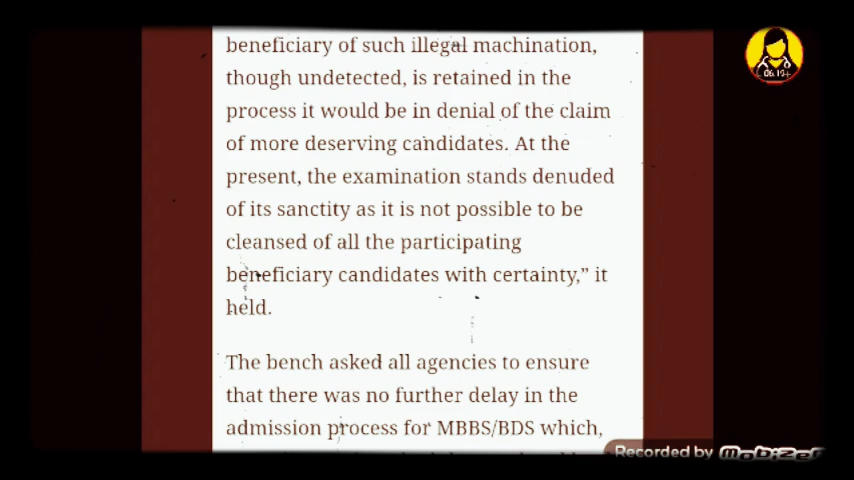 beneficiary of such illegal machination,
though undetected, is retained in the
process it would be in denial of the claim
of more deserving candidates. At the
present, the examination stands denuded
of its sanctity as it is not possible to be
cleansed of all the participating
beneficiary candidates with certainty,” it
held.
The bench asked all agencies to ensure
that there was no further delay in the
admission process for MBBS/BDS which,
Recorded by MoBiZeN